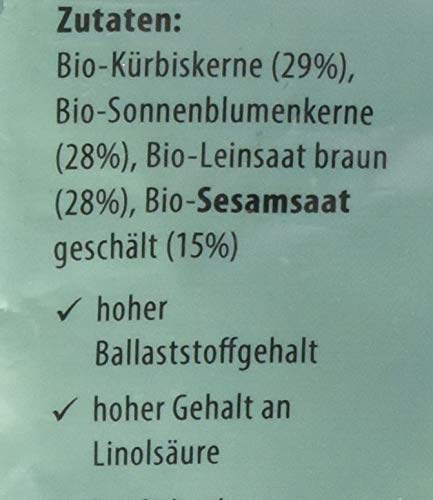 Zutaten:
Bio-Kürbiskerne (29%),
Bio-Sonnenblumenkerne
(28%), Bio-Leinsaat braun
(28%), Bio-Sesamsaat
geschält (15%)
✓ hoher
Ballaststoffgehalt
✓ hoher Gehalt an
Linolsäure